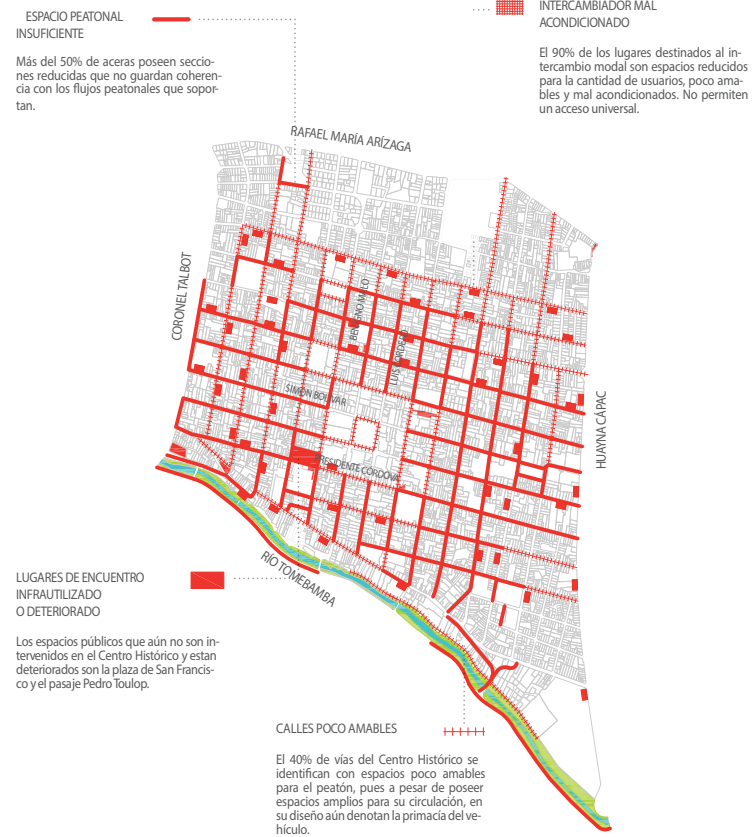 ESPACIO PEATONAL
INSUFICIENTE
Más del 50% de aceras poseen seccio-
nes reducidas que no guardan coheren-
cia con los flujos peatonales que sopor-
tan.
INTERCAMBIADOR MAL
ACONDICIONADO
El 90% de los lugares destinados al in-
tercambio modal son espacios reducidos
para la cantidad de usuarios, poco ama-
bles y mal acondicionados. No permiten
un acceso universal.
RAFAEL MARÍA ARÍZAGA
CORONEL TALBOT
BENIGNO MALO
LUIS CORDERO
SIMÓN BOLÍVAR
PRESIDENTE CÓRDOVA
HUAYNA CÁPAC
RÍO TOMEBAMBA
LUGARES DE ENCUENTRO
INFRAUTILIZADO
O DETERIORADO
Los espacios públicos que aún no son in-
tervenidos en el Centro Histórico y estan
deteriorados son la plaza de San Francis-
co y el pasaje Pedro Toulop.
CALLES POCO AMABLES
El 40% de vías del Centro Histórico se
identifican con espacios poco amables
para el peatón, pues a pesar de poseer
espacios amplios para su circulación, en
su diseño aún denotan la primacía del ve-
hículo.